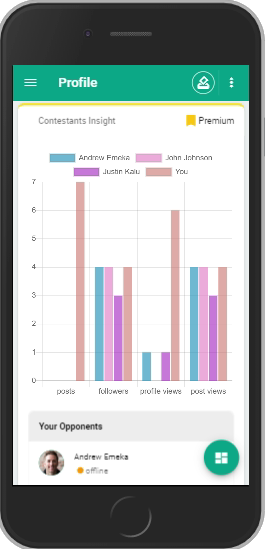 Profile
Contestants Insight
Premium
Andrew Emeka John Johnson
Justin Kalu You
7
6
5
4
3
2
1
0
posts followers profile views post views
Your Opponents
Andrew Emeka
offline